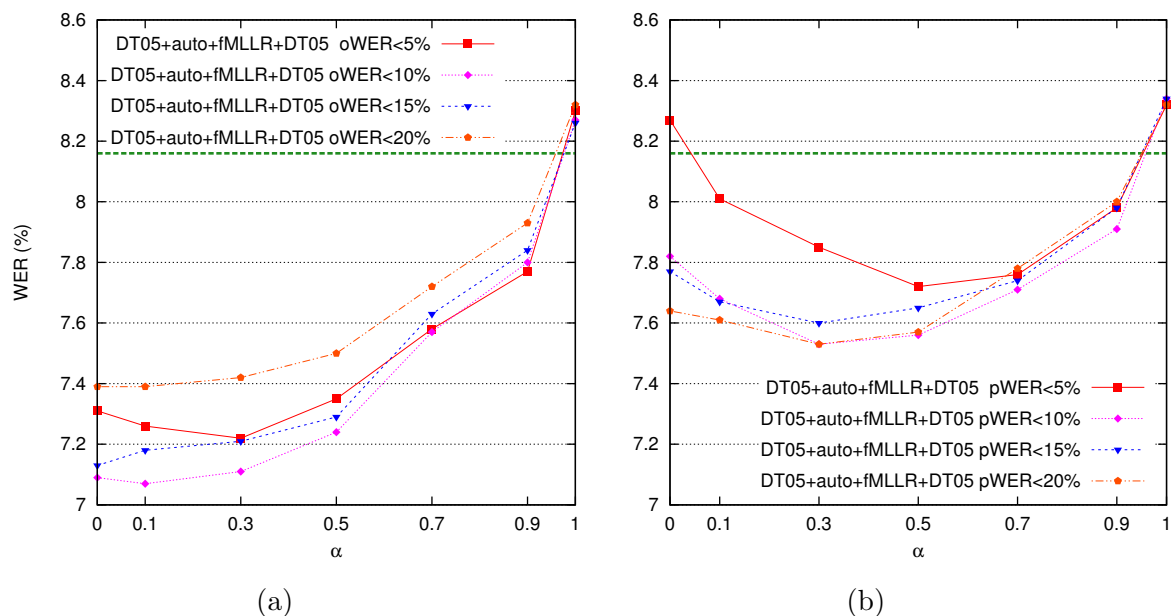 8.6
8.4
8.2
8
7.8
7.6
7.4
7.2
7
WER (%)
DT05+auto+fMLLR+DT05 oWER<5%
DT05+auto+fMLLR+DT05 oWER<10%
DT05+auto+fMLLR+DT05 oWER<15%
DT05+auto+fMLLR+DT05 oWER<20%
0 0.1 0.3 0.5 0.7 0.9 1
α
(a)
8.6
8.4
8.2
8
7.8
7.6
7.4
7.2
7
DT05+auto+fMLLR+DT05 pWER<5%
DT05+auto+fMLLR+DT05 pWER<10%
DT05+auto+fMLLR+DT05 pWER<15%
DT05+auto+fMLLR+DT05 pWER<20%
0 0.1 0.3 0.5 0.7 0.9 1
α
(b)